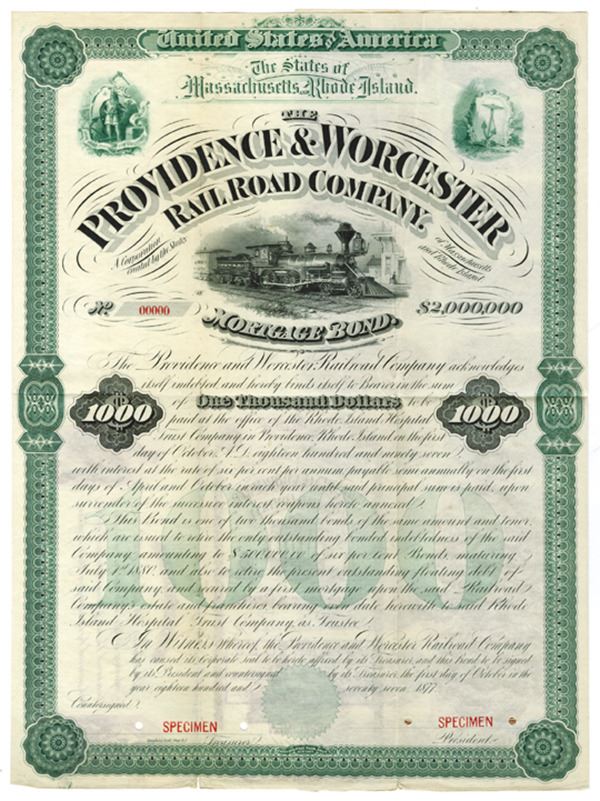 United States of America
The States of
Massachusetts, Rhode Island.
THE
PROVIDENCE & WORCESTER
RAIL ROAD COMPANY.
A Corporation created by the States of Massachusetts and Rhode Island
No. 00000
$2,000,000
MORTGAGE BOND.
The Providence and Worcester Railroad Company acknowledges
itself indebted and hereby binds itself to Bearer in the sum
1000 of One Thousand Dollars to be 1000
paid at the office of the Rhode Island Hospital
Trust Company in Providence, Rhode Island on the first
day of October, A.D. eighteen hundred and ninety seven,
with interest at the rate of six per cent per annum, payable semi annually on the first
days of April and October in each year until said principal sum is paid, upon
surrender of the successive interest coupons hereto annexed.
This Bond is one of two thousand bonds of the same amount and tenor,
which are issued to retire the only outstanding bonded indebtedness of the said
Company amounting to $500,000.00 of six per cent Bonds, maturing
July 1st 1880, and also to retire the present outstanding floating debt of
said Company, and secured by a first mortgage upon the said Railroad
Company's estate and franchises bearing even date herewith to said Rhode
Island Hospital Trust Company, as Trustee.
In Witness whereof, the Providence and Worcester Railroad Company
has caused its Corporate seal to be hereto affixed by its Treasurer, and this Bond to be signed
by its President and countersigned by its Treasurer, the first day of October in the
year eighteen hundred and seventy seven. 1877.
Countersigned,
SPECIMEN
SPECIMEN
Treasurer
President
1000